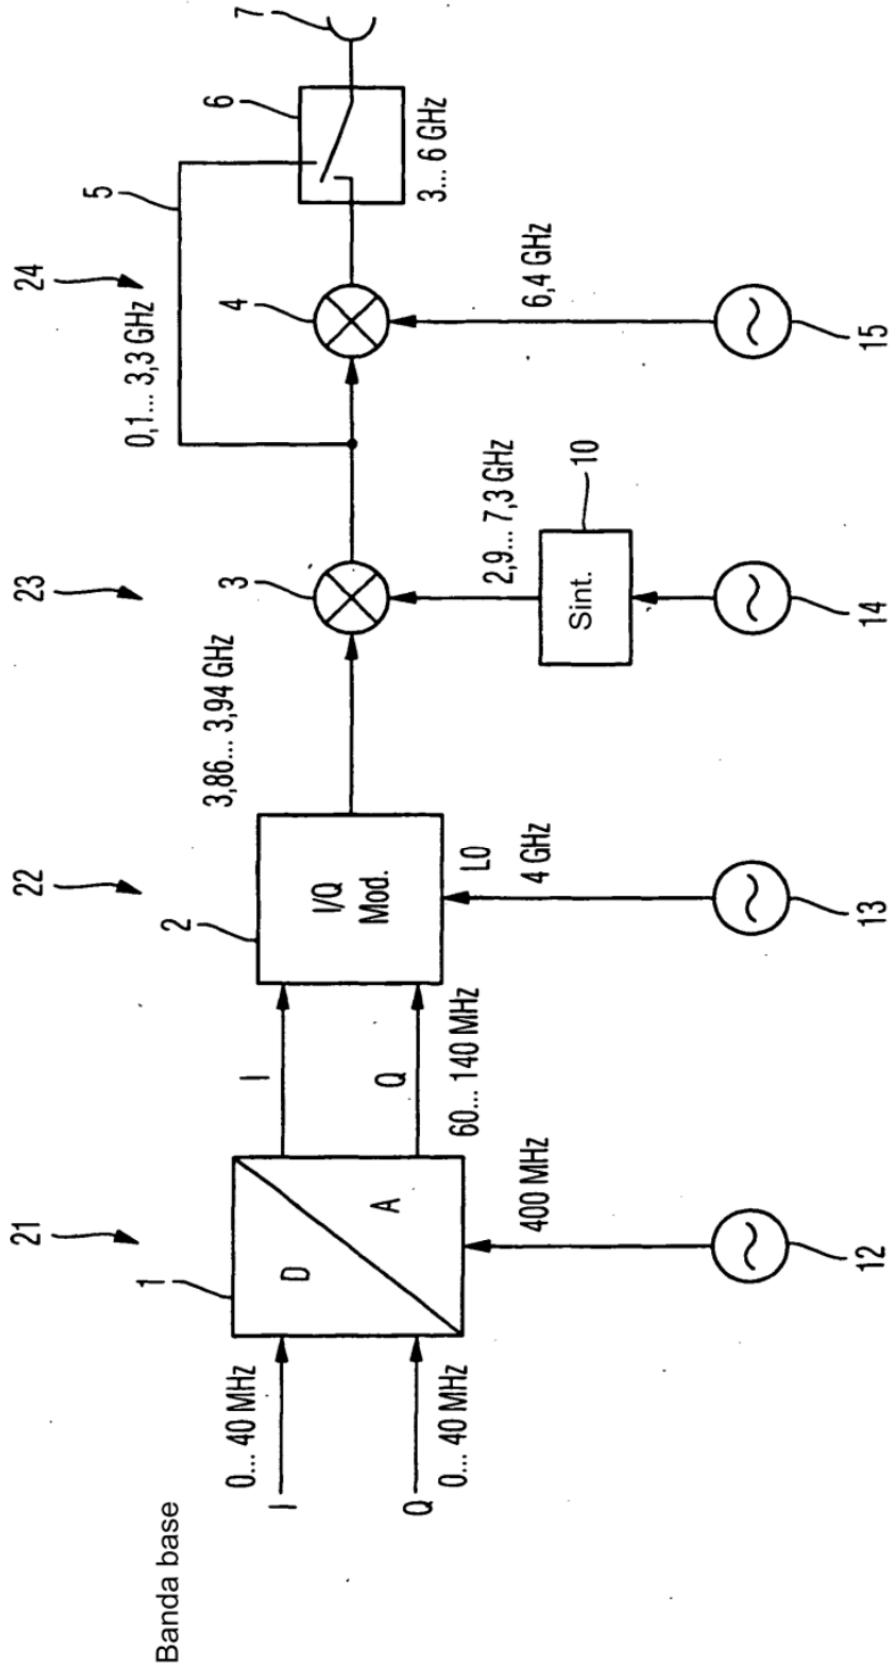 Banda base
I
0... 40 MHz
Q
0... 40 MHz
21
1
D
A
400 MHz
12
I
Q
60... 140 MHz
22
2
I/Q
Mod.
LO
4 GHz
13
3,86... 3,94 GHz
23
3
2,9... 7,3 GHz
Sint.
10
14
0,1... 3,3 GHz
24
4
6,4 GHz
15
5
6
3... 6 GHz
7